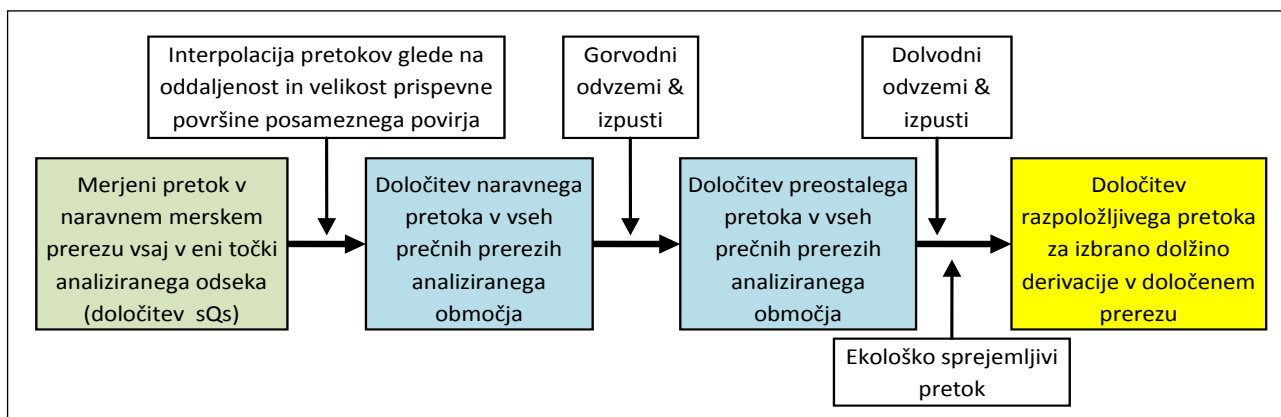 Interpolacija pretokov glede na
oddaljenost in velikost prispevne
površine posameznega povirja
Gorvodni
odvzemi &
izpusti
Dolvodni
odvzemi &
izpusti
Merjeni pretok v
naravnem merskem
prerezu vsaj v eni točki
analiziranega odseka
(določitev sQs)
Določitev naravnega
pretoka v vseh
prečnih prerezih
analiziranega
območja
Določitev preostalega
pretoka v vseh
prečnih prerezih
analiziranega
območja
Določitev
razpoložljivega pretoka
za izbrano dolžino
derivacije v določenem
prerezu
Ekološko sprejemljivi
pretok